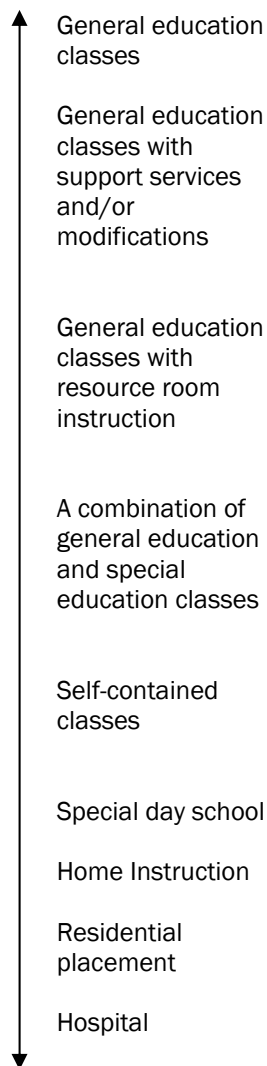 General education
classes
General education
classes with
support services
and/or
modifications
General education
classes with
resource room
instruction
A combination of
general education
and special
education classes
Self-contained
classes
Special day school
Home Instruction
Residential
placement
Hospital